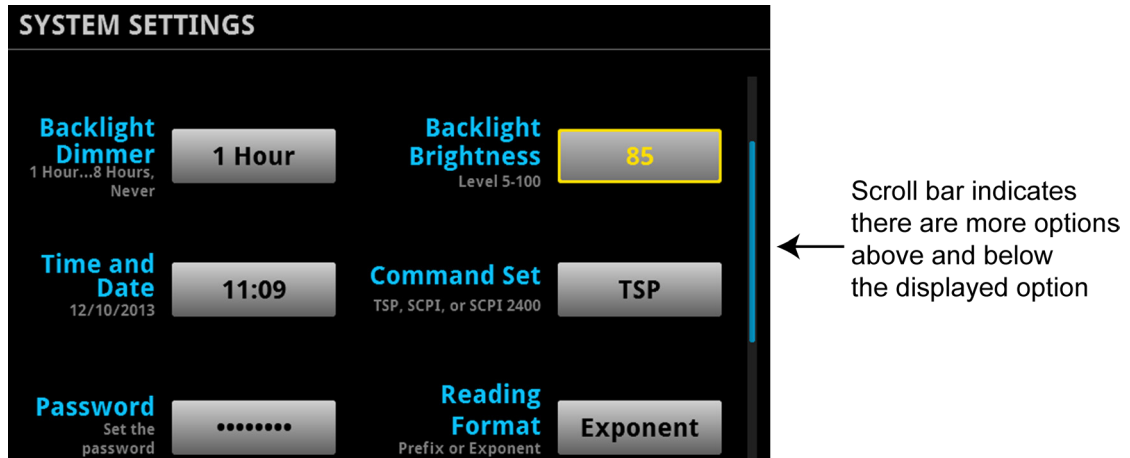 SYSTEM SETTINGS
Backlight
Dimmer
1 Hour...8 Hours,
Never
1 Hour
Backlight
Brightness
Level 5-100
85
Time and
Date
12/10/2013
11:09
Command Set
TSP, SCPI, or SCPI 2400
TSP
Password
Set the
password
••••••••
Reading
Format
Prefix or Exponent
Exponent
Scroll bar indicates
there are more options
above and below
the displayed option